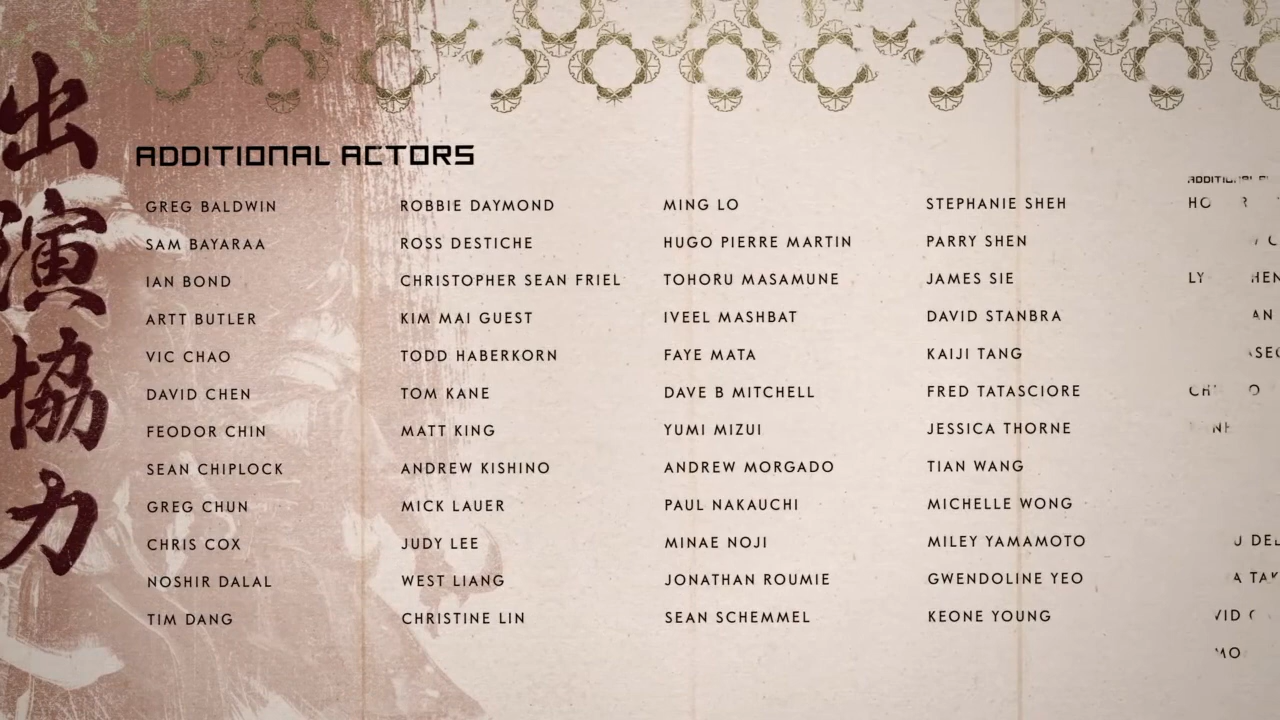 出演協力
ADDITIONAL ACTORS
GREG BALDWIN
SAM BAYARAA
IAN BOND
ARTT BUTLER
VIC CHAO
DAVID CHEN
FEODOR CHIN
SEAN CHIPLOCK
GREG CHUN
CHRIS COX
NOSHIR DALAL
TIM DANG
ROBBIE DAYMOND
ROSS DESTICHE
CHRISTOPHER SEAN FRIEL
KIM MAI GUEST
TODD HABERKORN
TOM KANE
MATT KING
ANDREW KISHINO
MICK LAUER
JUDY LEE
WEST LIANG
CHRISTINE LIN
MING LO
HUGO PIERRE MARTIN
TOHORU MASAMUNE
IVEEL MASHBAT
FAYE MATA
DAVE B MITCHELL
YUMI MIZUI
ANDREW MORGADO
PAUL NAKAUCHI
MINAE NOJI
JONATHAN ROUMIE
SEAN SCHEMMEL
STEPHANIE SHEH
PARRY SHEN
JAMES SIE
DAVID STANBRA
KAIJI TANG
FRED TATASCIORE
JESSICA THORNE
TIAN WANG
MICHELLE WONG
MILEY YAMAMOTO
GWENDOLINE YEO
KEONE YOUNG